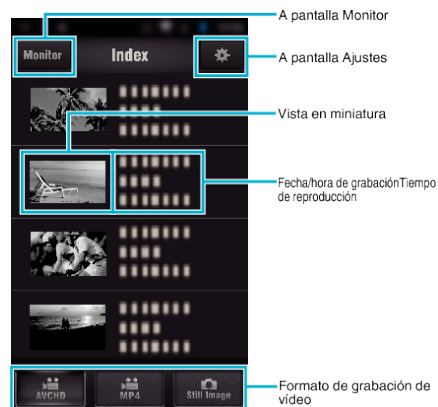 A pantalla Monitor
Monitor
Index
A pantalla Ajustes
Vista en miniatura
Fecha/hora de grabaciónTiempo
de reproducción
AVCHD
MP4
Still Image
Formato de grabación de
vídeo